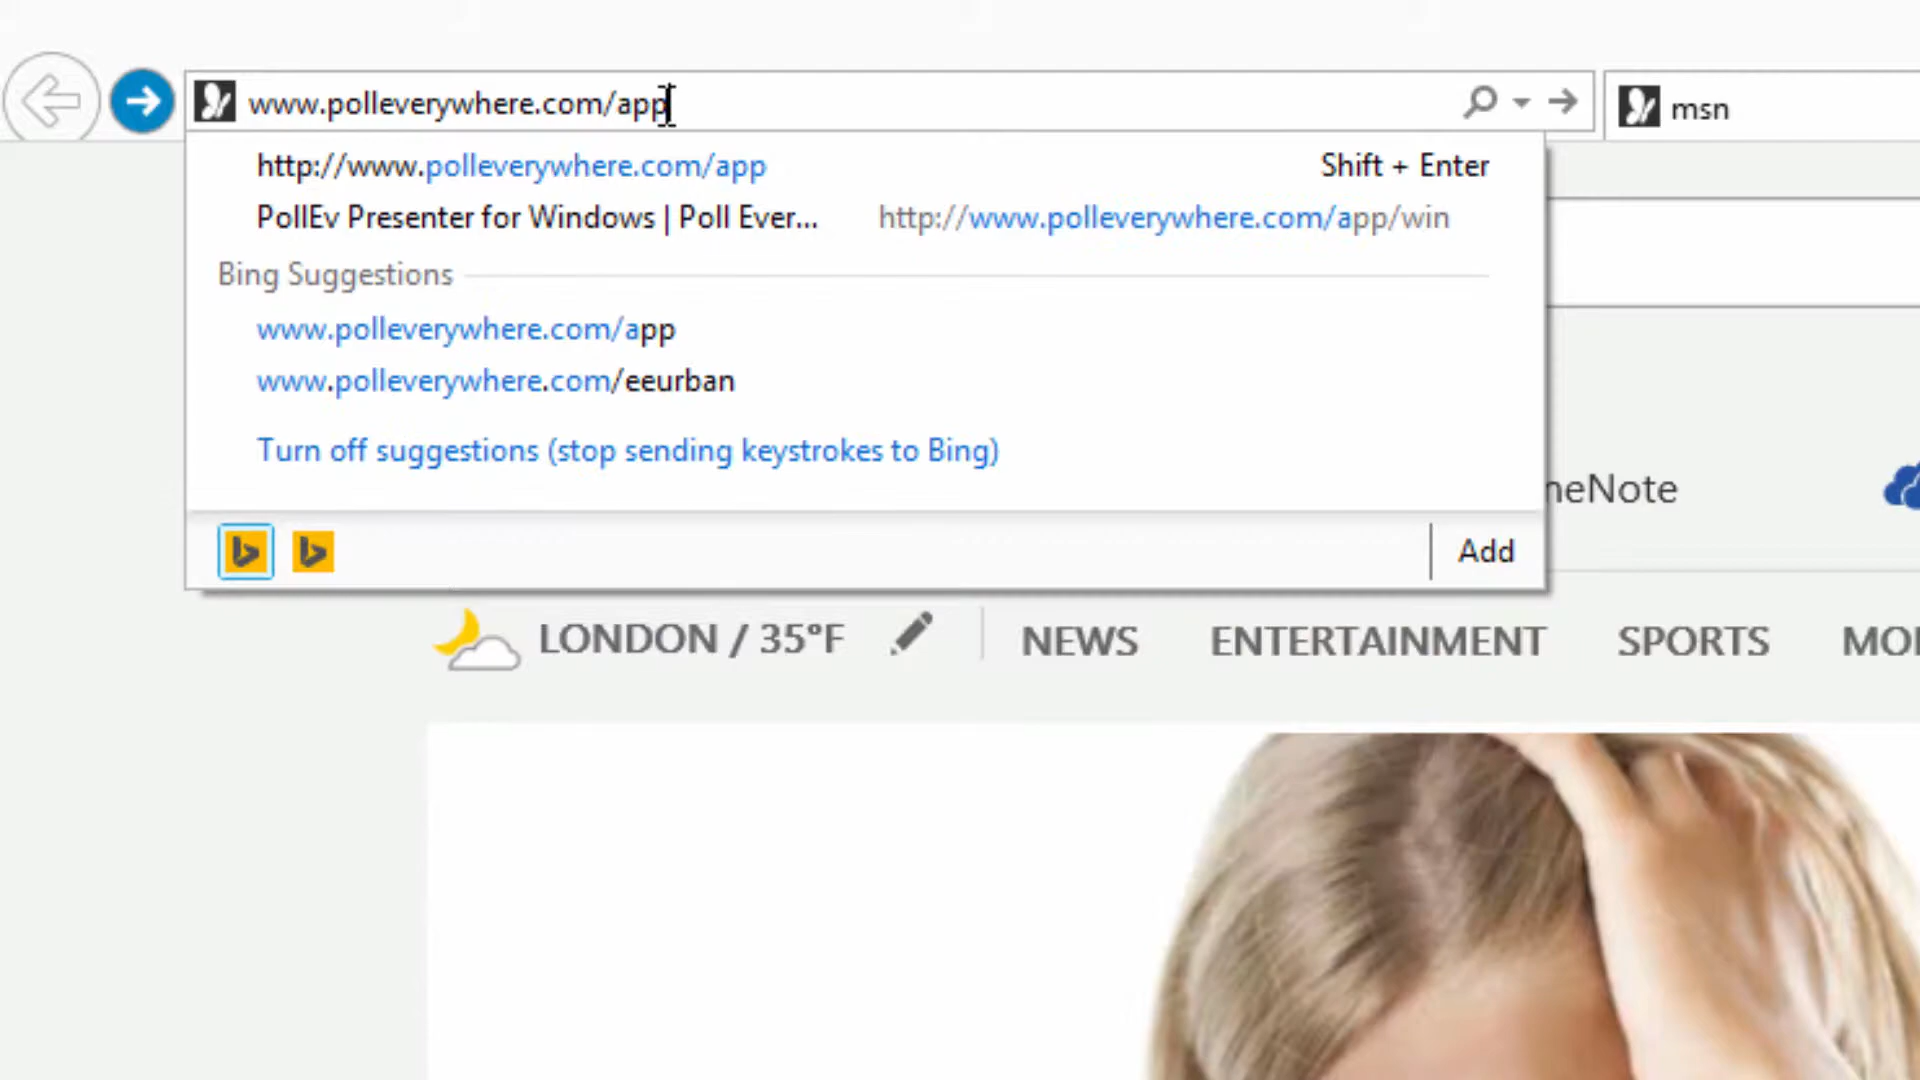 www.polleverywhere.com/app
msn
http://www.polleverywhere.com/app Shift + Enter
PollEv Presenter for Windows | Poll Ever... http://www.polleverywhere.com/app/win
Bing Suggestions
www.polleverywhere.com/app
www.polleverywhere.com/eeurban
Turn off suggestions (stop sending keystrokes to Bing)
neNote
Add
LONDON / 35°F NEWS ENTERTAINMENT SPORTS MO